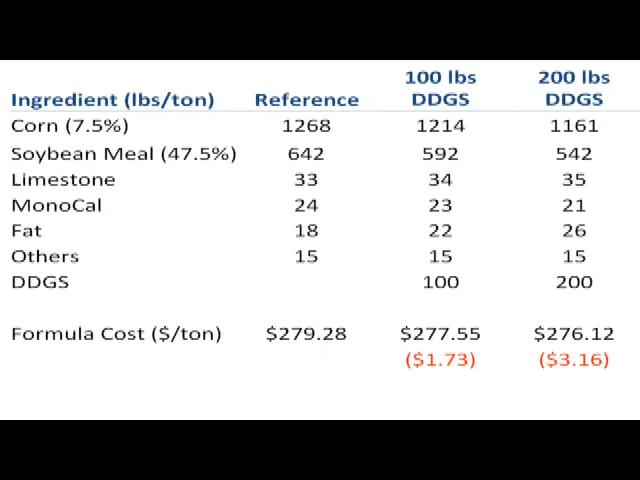 100 lbs 200 lbs
Ingredient (lbs/ton) Reference DDGS DDGS
Corn (7.5%) 1268 1214 1161
Soybean Meal (47.5%) 642 592 542
Limestone 33 34 35
MonoCal 24 23 21
Fat 18 22 26
Others 15 15 15
DDGS 100 200
Formula Cost ($/ton) $279.28 $277.55 $276.12
($1.73) ($3.16)